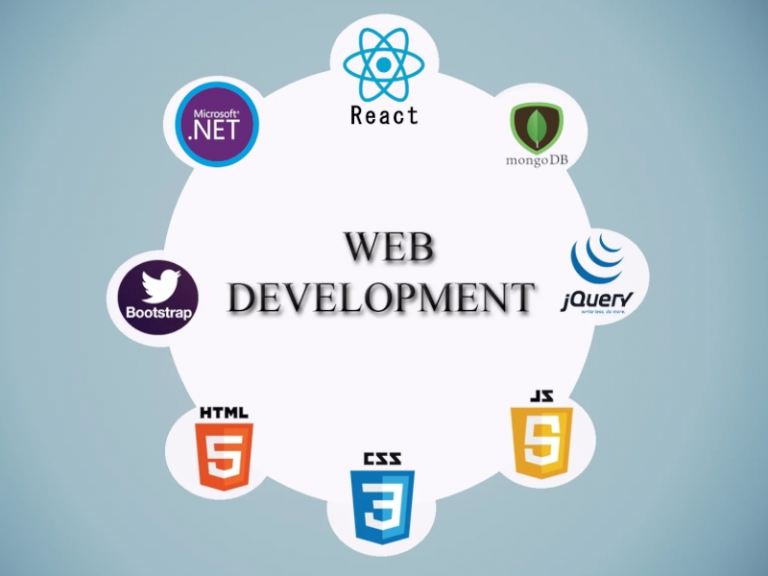 React
Microsoft®
.NET
mongoDB
WEB
DEVELOPMENT
Bootstrap
jQuery
write less, do more.
HTML
5
JS
5
CSS
3